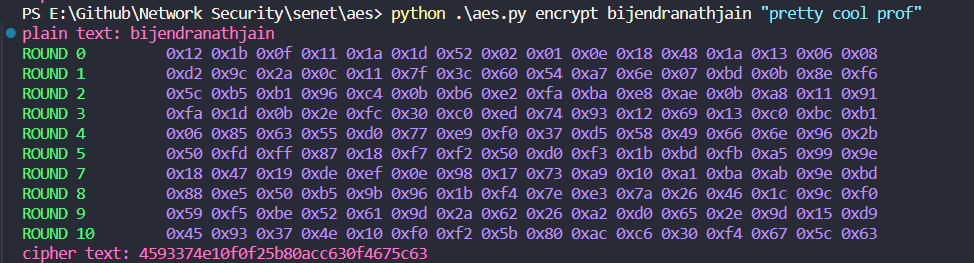 PS E:\Github\Network Security\senet\aes> python .\aes.py encrypt bijendranathjain "pretty cool prof"
plain text: bijendranathjain
ROUND 0 0x12 0x1b 0x0f 0x11 0x1a 0x1d 0x52 0x02 0x01 0x0e 0x18 0x48 0x1a 0x13 0x06 0x08
ROUND 1 0xd2 0x9c 0x2a 0x0c 0x11 0x7f 0x3c 0x60 0x54 0xa7 0x6e 0x07 0xbd 0x0b 0x8e 0xf6
ROUND 2 0x5c 0xb5 0xb1 0x96 0xc4 0x0b 0xb6 0xe2 0xfa 0xba 0xe8 0xae 0x0b 0xa8 0x11 0x91
ROUND 3 0xfa 0x1d 0x0b 0x2e 0xfc 0x30 0xc0 0xed 0x74 0x93 0x12 0x69 0x13 0xc0 0xbc 0xb1
ROUND 4 0x06 0x85 0x63 0x55 0xd0 0x77 0xe9 0xf0 0x37 0xd5 0x58 0x49 0x66 0x6e 0x96 0x2b
ROUND 5 0x50 0xfd 0xff 0x87 0x18 0xf7 0xf2 0x50 0xd0 0xf3 0x1b 0xbd 0xfb 0xa5 0x99 0x9e
ROUND 7 0x18 0x47 0x19 0xde 0xef 0x0e 0x98 0x17 0x73 0xa9 0x10 0xa1 0xba 0xab 0x9e 0xbd
ROUND 8 0x88 0xe5 0x50 0xb5 0x9b 0x96 0x1b 0xf4 0x7e 0xe3 0x7a 0x26 0x46 0x1c 0x9c 0xf0
ROUND 9 0x59 0xf5 0xbe 0x52 0x61 0x9d 0x2a 0x62 0x26 0xa2 0xd0 0x65 0x2e 0x9d 0x15 0xd9
ROUND 10 0x45 0x93 0x37 0x4e 0x10 0xf0 0xf2 0x5b 0x80 0xac 0xc6 0x30 0xf4 0x67 0x5c 0x63
cipher text: 4593374e10f0f25b80acc630f4675c63